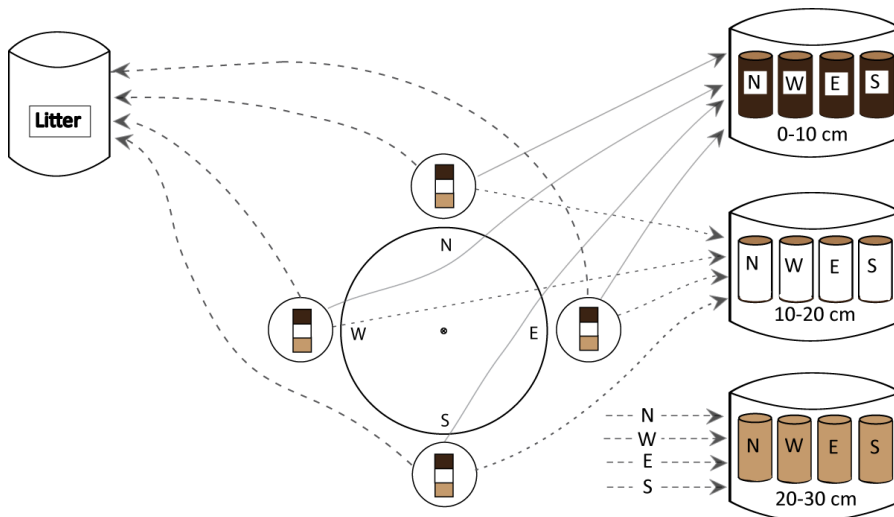 Litter
N W E S
0-10 cm
N
W E
S
N W E S
10-20 cm
N
W
E
S
N W E S
20-30 cm